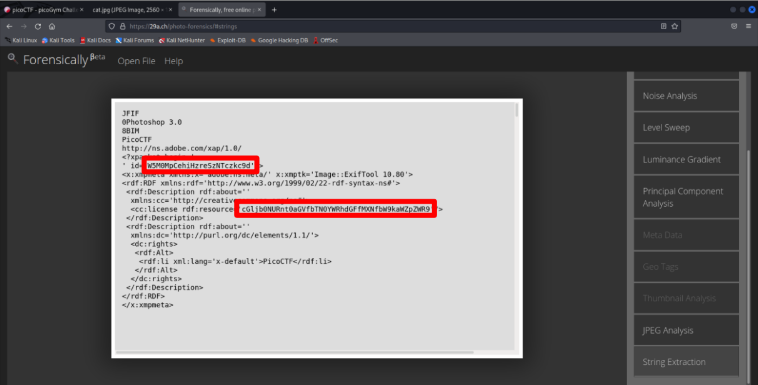 picoCTF - picoGym Chall
cat.jpg (JPEG Image, 2560 ×
Forensically, free online p
https://29a.ch/photo-forensics/#strings
Kali Linux
Kali Tools
Kali Docs
Kali Forums
Kali NetHunter
Exploit-DB
Google Hacking DB
OffSec
Forensically Beta
Open File
Help
JFIF
0Photoshop 3.0
8BIM
PicoCTF
http://ns.adobe.com/xap/1.0/
<?xpacket
' id='W5M0MpCehiHzreSzNTczkc9d'?>
<x:xmpmeta xmlns:x='adobe:ns:meta/' x:xmptk='Image::ExifTool 10.80'>
<rdf:RDF xmlns:rdf='http://www.w3.org/1999/02/22-rdf-syntax-ns#'>
<rdf:Description rdf:about=''
xmlns:cc='http://creative
<cc:license rdf:resource='cGljb0NURnt0aGVfbTN0YWRhdGFfMXNfbW9kaWZpZWR9'/>
</rdf:Description>
<rdf:Description rdf:about=''
xmlns:dc='http://purl.org/dc/elements/1.1/'>
<dc:rights>
<rdf:Alt>
<rdf:li xml:lang='x-default'>PicoCTF</rdf:li>
</rdf:Alt>
</dc:rights>
</rdf:Description>
</rdf:RDF>
</x:xmpmeta>
Noise Analysis
Level Sweep
Luminance Gradient
Principal Component
Analysis
Meta Data
Geo Tags
Thumbnail Analysis
JPEG Analysis
String Extraction